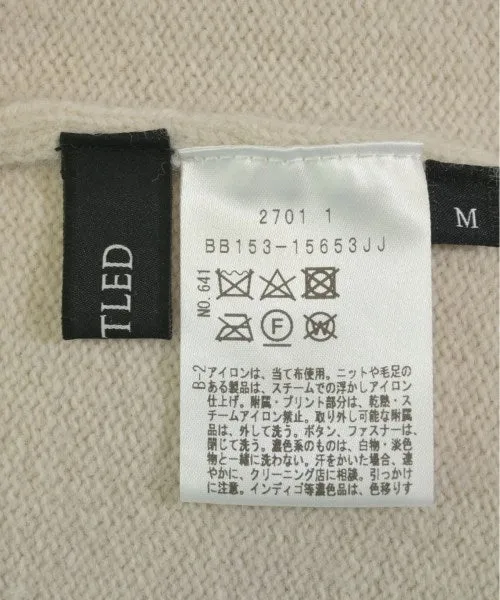 TLED
M
2701 1
BB153-15653JJ
NO. 641
F
W
B-2
アイロンは、当て布使用。ニットや毛足の
ある製品は、スチームでの浮かしアイロン
仕上げ。附属・プリント部分は、乾熱・ス
チームアイロン禁止。取り外し可能な附属
品は、外して洗う。ボタン、ファスナーは、
閉じて洗う。濃色系のものは、白物・淡色
物と一緒に洗わない。汗をかいた場合、速
やかに、クリーニング店に相談。引っかけ
に注意。インディゴ等濃色品は、色移りす